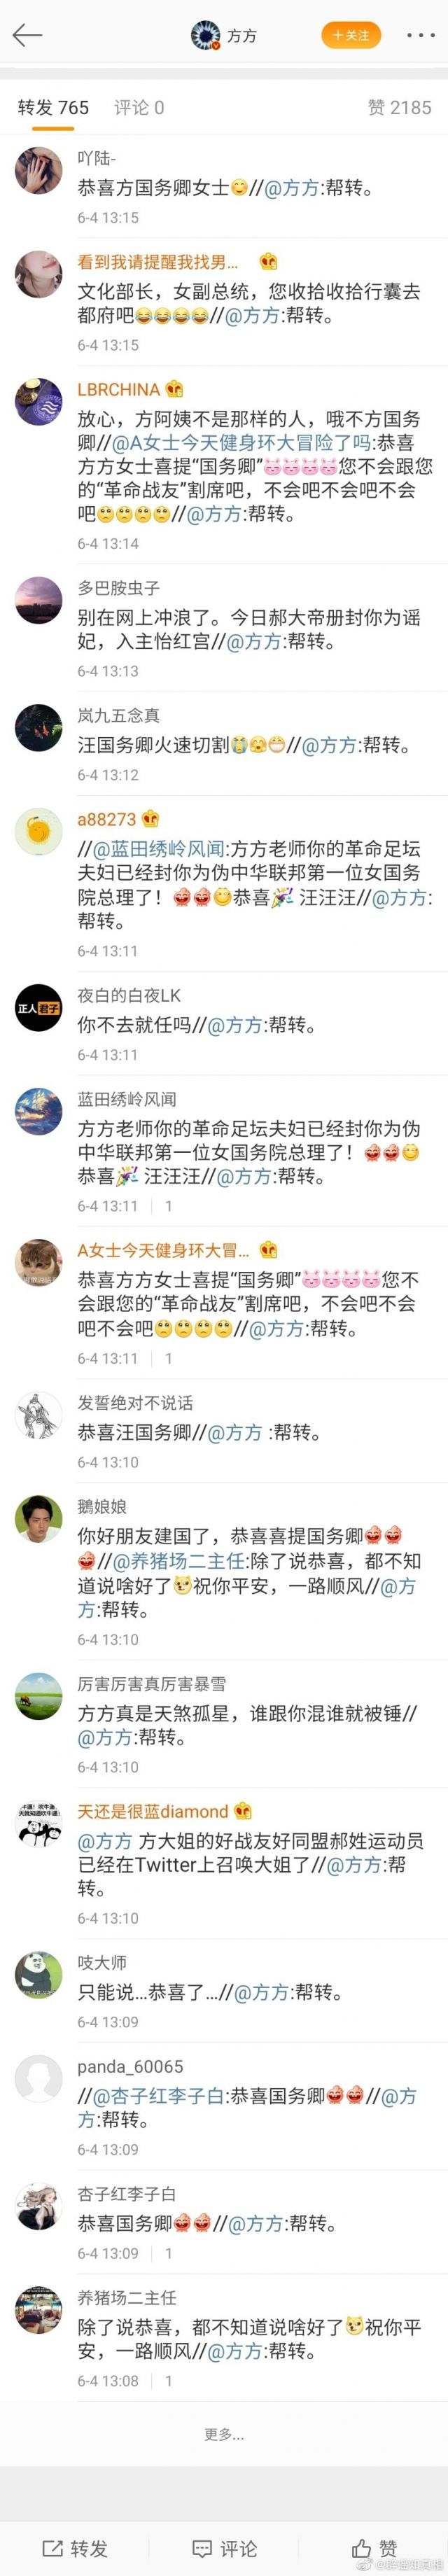 方方
+关注
转发 765 评论 0 赞 2185
吖陆-
恭喜方国务卿女士//@方方:帮转。
6-4 13:15
看到我请提醒我找男...
文化部长，女副总统，您收拾收拾行囊去
都府吧😂😂😂😂//@方方:帮转。
6-4 13:15
LBRCHINA
放心，方阿姨不是那样的人，哦不方国务
卿//@A女士今天健身环大冒险了吗:恭喜
方方女士喜提“国务卿”您不会跟您
的“革命战友”割席吧，不会吧不会吧不会
吧//@方方:帮转。
6-4 13:14
多巴胺虫子
别在网上冲浪了。今日郝大帝册封你为谣
妃，入主怡红宫//@方方:帮转。
6-4 13:13
岚九五念真
汪国务卿火速切割//@方方:帮转。
6-4 13:12
a88273
//@蓝田绣岭风闻:方方老师你的革命足坛
夫妇已经封你为伪中华联邦第一位女国务
院总理了！恭喜🎉 汪汪汪//@方方:
帮转。
6-4 13:11
正人君子
夜白的白夜LK
你不去就任吗//@方方:帮转。
6-4 13:11
蓝田绣岭风闻
方方老师你的革命足坛夫妇已经封你为伪
中华联邦第一位女国务院总理了！
恭喜🎉 汪汪汪//@方方:帮转。
6-4 13:11 | 1
A女士今天健身环大冒...
恭喜方方女士喜提“国务卿”您不
会跟您的“革命战友”割席吧，不会吧不会
吧不会吧//@方方:帮转。
6-4 13:11 | 1
发誓绝对不说话
恭喜汪国务卿//@方方 :帮转。
6-4 13:10
鹅娘娘
你好朋友建国了，恭喜喜提国务卿
//@养猪场二主任:除了说恭喜，都不知
道说啥好了祝你平安，一路顺风//@方
方:帮转。
6-4 13:10
厉害厉害真厉害暴雪
方方真是天煞孤星，谁跟你混谁就被锤//
@方方:帮转。
6-4 13:10
天还是很蓝diamond
@方方 方大姐的好战友好同盟郝姓运动员
已经在Twitter上召唤大姐了//@方方:帮
转。
6-4 13:10
吱大师
只能说...恭喜了...//@方方:帮转。
6-4 13:09
panda_60065
//@杏子红李子白:恭喜国务卿//@方
方:帮转。
6-4 13:09
杏子红李子白
恭喜国务卿//@方方:帮转。
6-4 13:09 | 1
养猪场二主任
除了说恭喜，都不知道说啥好了祝你平
安，一路顺风//@方方:帮转。
6-4 13:08 | 1
更多...
转发 评论 赞